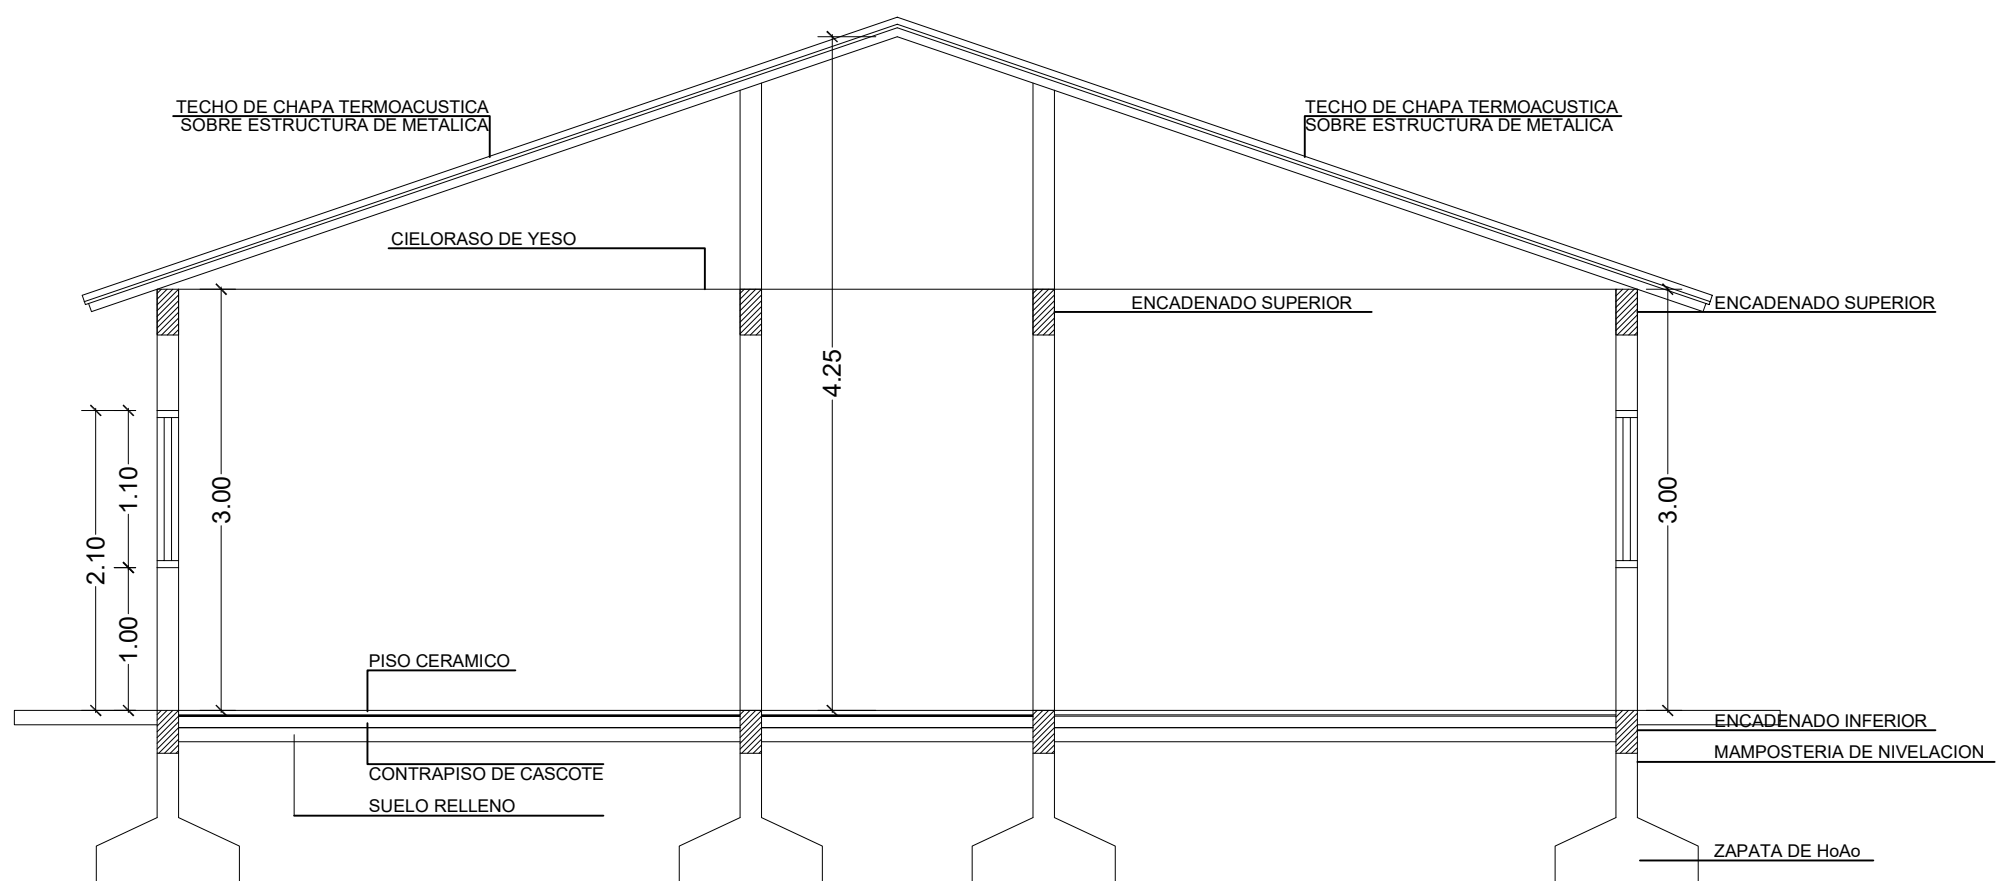 TECHO DE CHAPA TERMOACUSTICA
SOBRE ESTRUCTURA DE METALICA
TECHO DE CHAPA TERMOACUSTICA
SOBRE ESTRUCTURA DE METALICA
CIELORASO DE YESO
ENCADENADO SUPERIOR
ENCADENADO SUPERIOR
4.25
1.10
3.00
3.00
2.10
1.00
PISO CERAMICO
ENCADENADO INFERIOR
MAMPOSTERIA DE NIVELACION
CONTRAPISO DE CASCOTE
SUELO RELLENO
ZAPATA DE HoAo